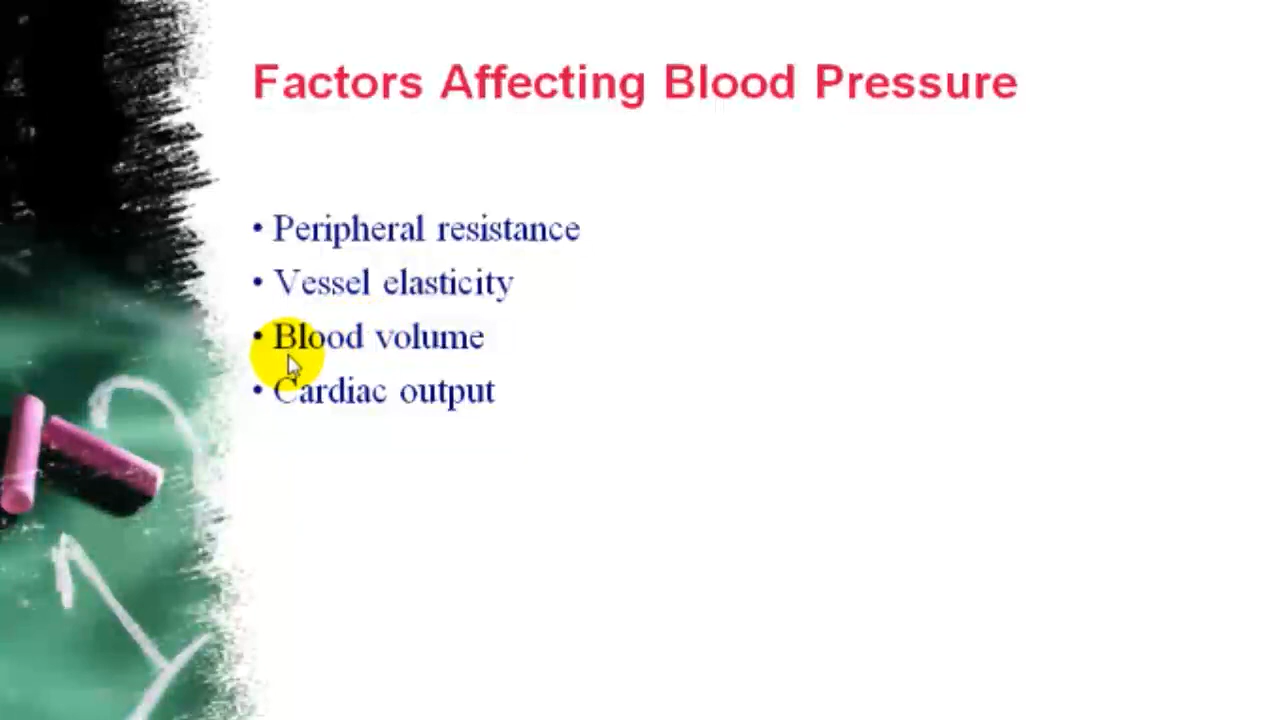 Factors Affecting Blood Pressure
• Peripheral resistance
• Vessel elasticity
• Blood volume
• Cardiac output